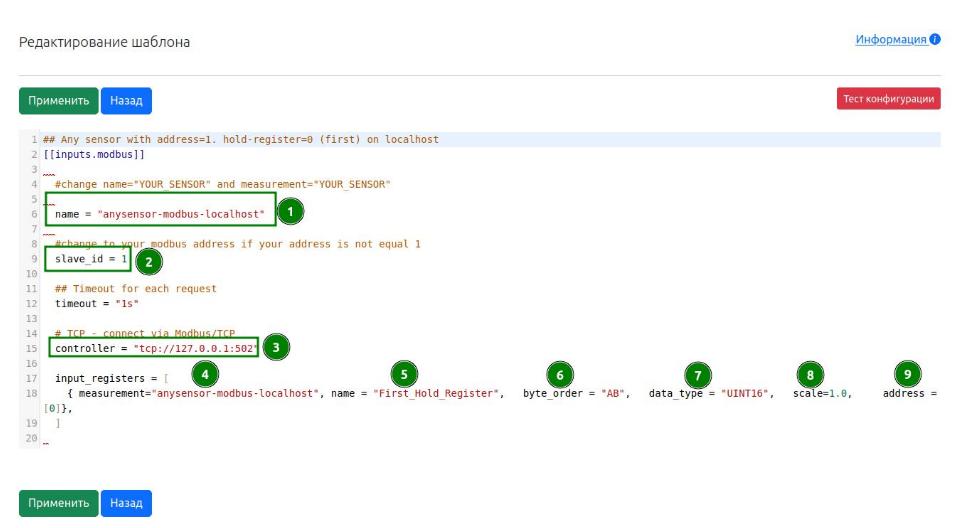 Редактирование шаблона
Информация i
Применить Назад
Тест конфигурации
1 ## Any sensor with address=1. hold-register=0 (first) on localhost
2 [[inputs.modbus]]
3
4 #change name="YOUR_SENSOR" and measurement="YOUR_SENSOR"
5
6 name = "anysensor-modbus-localhost" 1
7
8 #change to your modbus address if your address is not equal 1
9 slave_id = 1 2
10
11 ## Timeout for each request
12 timeout = "1s"
13
14 # TCP - connect via Modbus/TCP
15 controller = "tcp://127.0.0.1:502" 3
16
17 input_registers = [
4 5 6 7 8 9
18 { measurement="anysensor-modbus-localhost", name = "First_Hold_Register", byte_order = "AB", data_type = "UINT16", scale=1.0, address =
[0]},
19 ]
20
Применить Назад